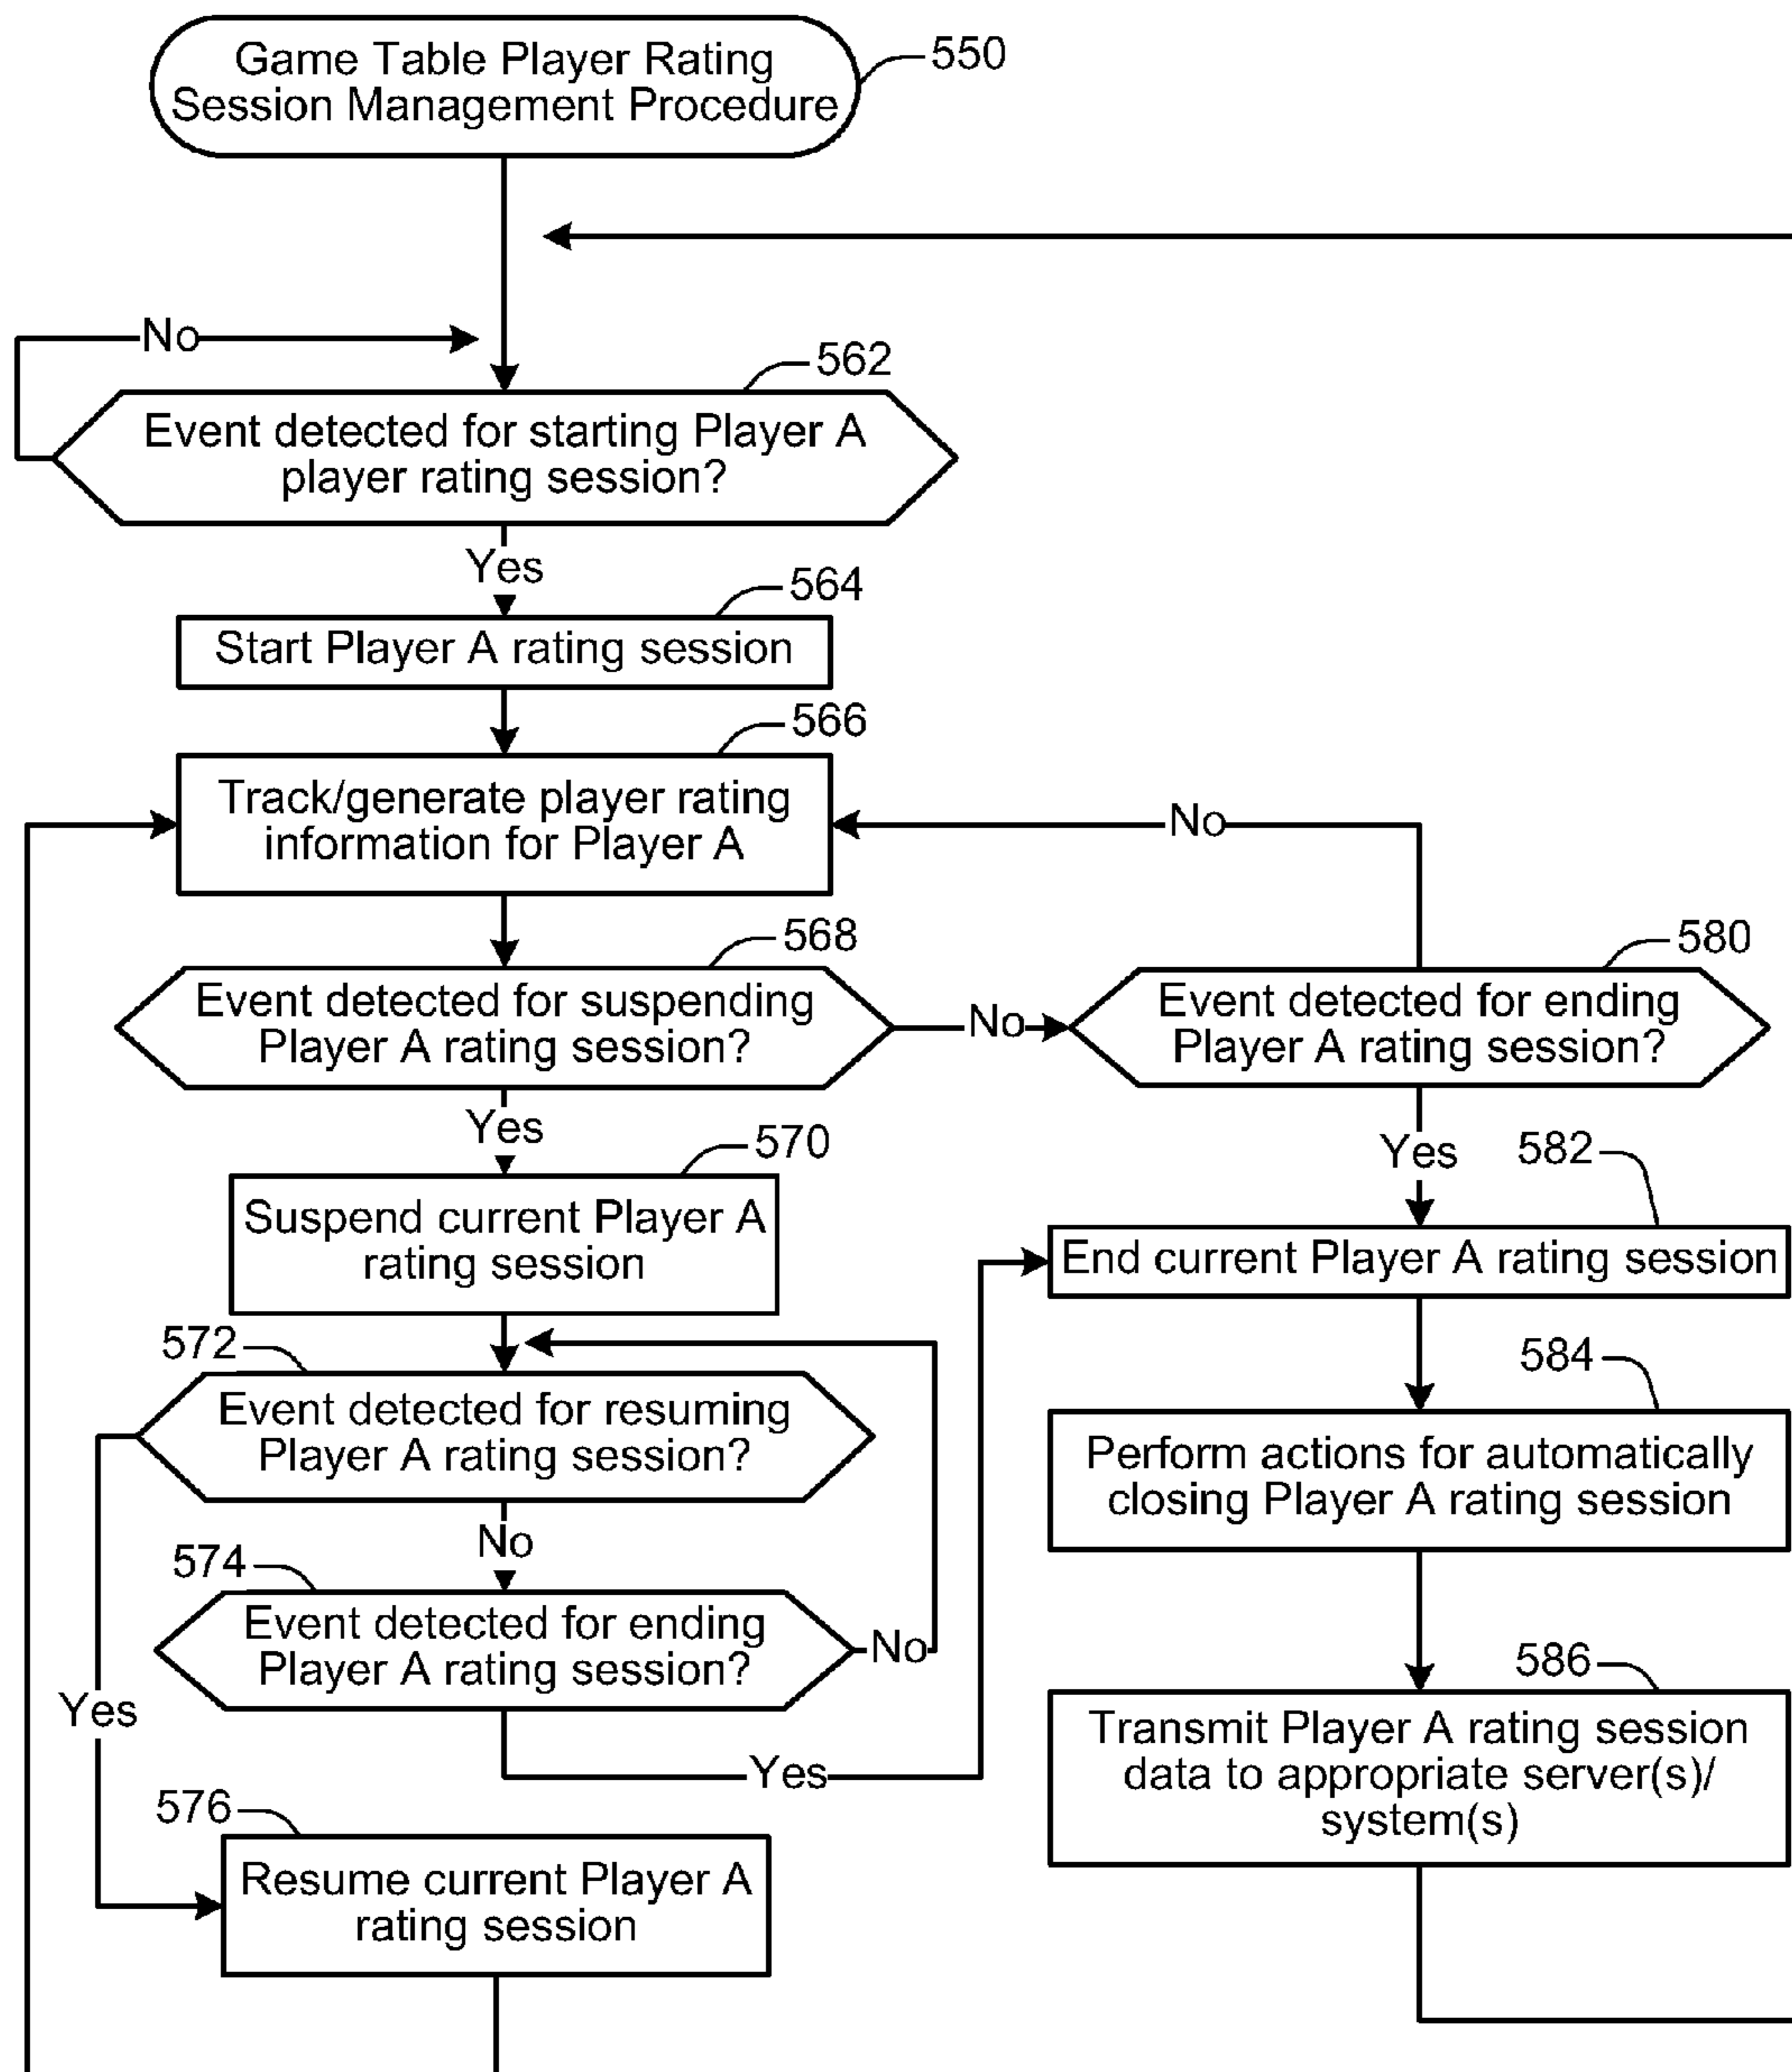 Game Table Player Rating
Session Management Procedure
550
No
562
Event detected for starting Player A
player rating session?
Yes
564
Start Player A rating session
566
Track/generate player rating
information for Player A
No
568
Event detected for suspending
Player A rating session?
No
580
Event detected for ending
Player A rating session?
Yes
570
Suspend current Player A
rating session
Yes
582
End current Player A rating session
572
Event detected for resuming
Player A rating session?
584
Perform actions for automatically
closing Player A rating session
No
574
Event detected for ending
Player A rating session?
No
Yes
Yes
586
Transmit Player A rating session
data to appropriate server(s)/
system(s)
576
Resume current Player A
rating session